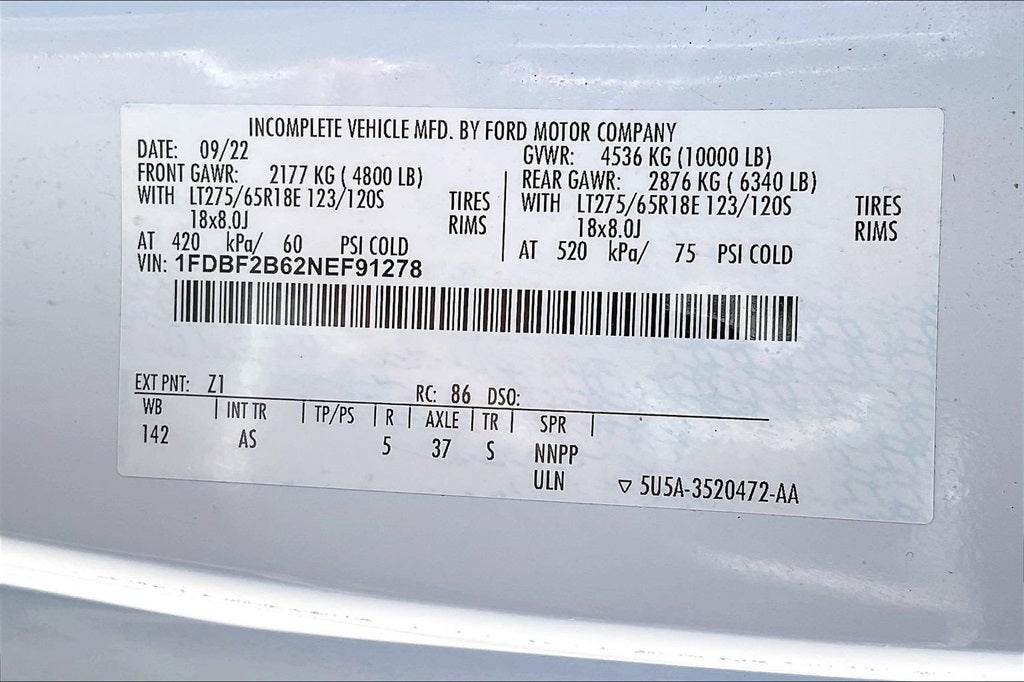 INCOMPLETE VEHICLE MFD. BY FORD MOTOR COMPANY
DATE: 09/22 GVWR: 4536 KG (10000 LB)
FRONT GAWR: 2177 KG ( 4800 LB) REAR GAWR: 2876 KG ( 6340 LB)
WITH LT275/65R18E 123/120S TIRES WITH LT275/65R18E 123/120S TIRES
18x8.0J RIMS 18x8.0J RIMS
AT 420 kPa/ 60 PSI COLD AT 520 kPa/ 75 PSI COLD
VIN: 1FDBF2B62NEF91278
EXT PNT: Z1 RC: 86 DSO:
WB | INT TR | TP/PS | R | AXLE | TR | SPR |
142 AS 5 37 S NNPP
ULN ▽ 5U5A-3520472-AA